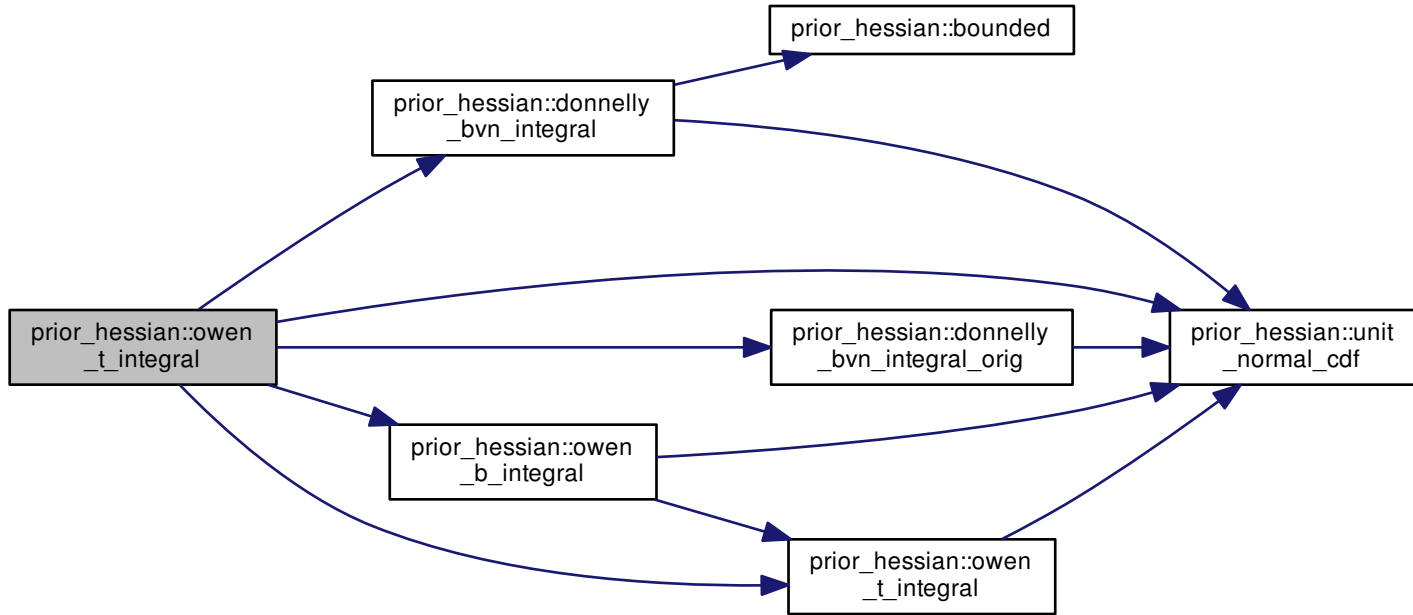 prior_hessian::bounded
prior_hessian::donnelly
_bvn_integral
prior_hessian::owen
_t_integral
prior_hessian::donnelly
_bvn_integral_orig
prior_hessian::unit
_normal_cdf
prior_hessian::owen
_b_integral
prior_hessian::owen
_t_integral